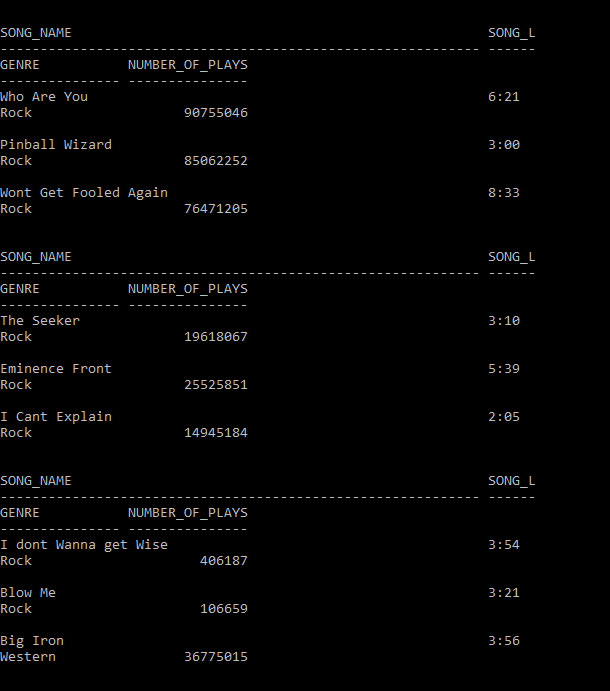 SONG_NAME SONG_L
------------------------------------------------------------ ------
GENRE NUMBER_OF_PLAYS
--------------- ---------------
Who Are You 6:21
Rock 90755046
Pinball Wizard 3:00
Rock 85062252
Wont Get Fooled Again 8:33
Rock 76471205
SONG_NAME SONG_L
------------------------------------------------------------ ------
GENRE NUMBER_OF_PLAYS
--------------- ---------------
The Seeker 3:10
Rock 19618067
Eminence Front 5:39
Rock 25525851
I Cant Explain 2:05
Rock 14945184
SONG_NAME SONG_L
------------------------------------------------------------ ------
GENRE NUMBER_OF_PLAYS
--------------- ---------------
I dont Wanna get Wise 3:54
Rock 406187
Blow Me 3:21
Rock 106659
Big Iron 3:56
Western 36775015